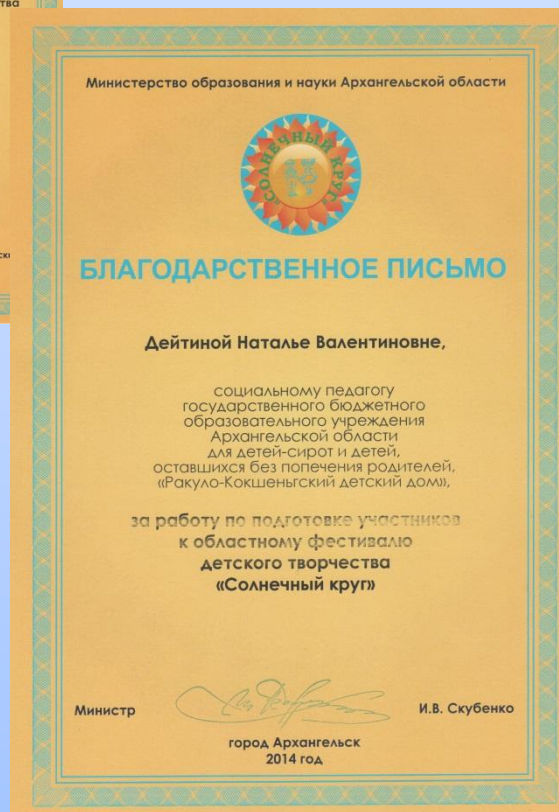 тва
ск
Министерство образования и науки Архангельской области
«СОЛНЕЧНЫЙ КРУГ»
БЛАГОДАРСТВЕННОЕ ПИСЬМО
Дейтиной Наталье Валентиновне,
социальному педагогу
государственного бюджетного
образовательного учреждения
Архангельской области
для детей-сирот и детей,
оставшихся без попечения родителей,
«Ракуло-Кокшеньгский детский дом»,
за работу по подготовке участников
к областному фестивалю
детского творчества
«Солнечный круг»
Министр
И.В. Скубенко
город Архангельск
2014 год